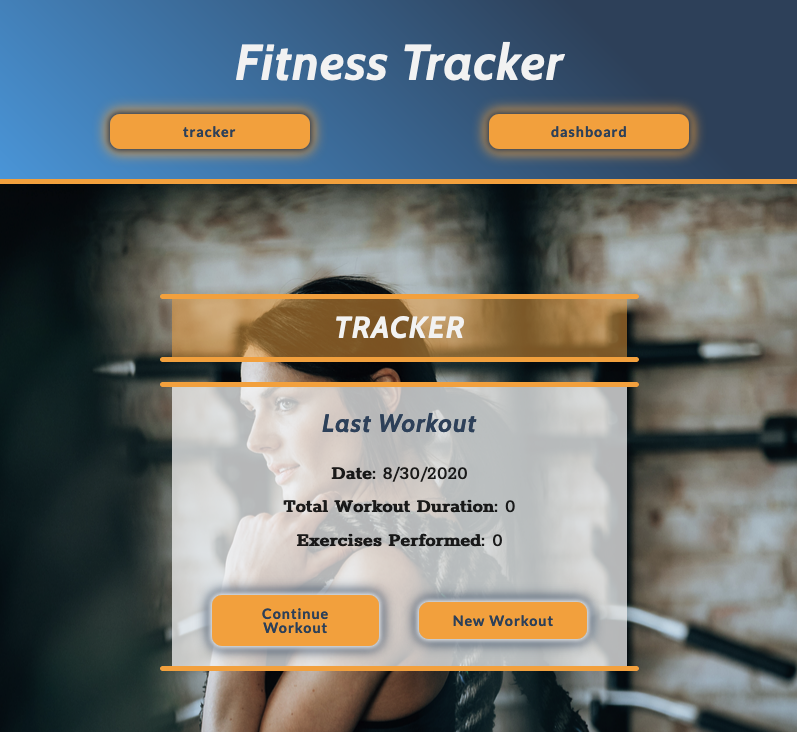 Fitness Tracker
tracker dashboard
TRACKER
Last Workout
Date: 8/30/2020
Total Workout Duration: 0
Exercises Performed: 0
Continue
Workout
New Workout